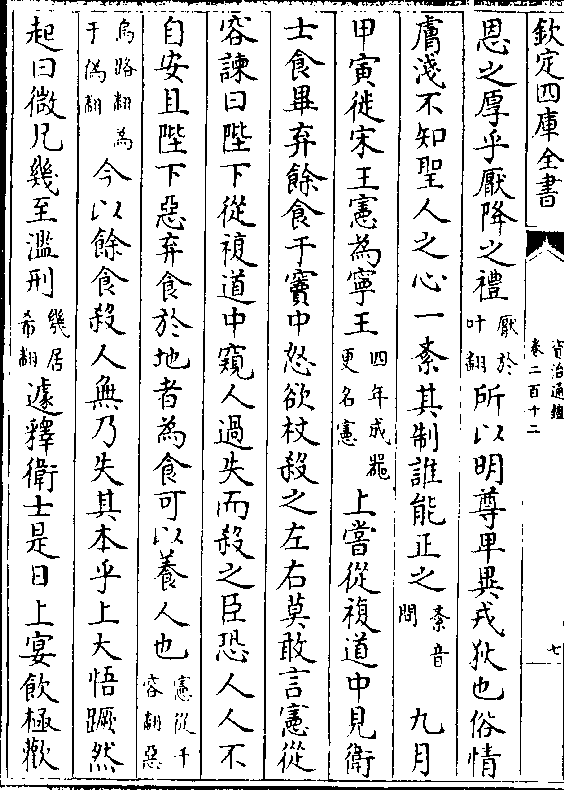 欽定四庫全書
資治通鑑
卷二百十二
七
恩之厚乎厭降之禮厭於叶翻所以明尊卑異戎狄也俗情
膚淺不知聖人之心一紊其制誰能正之紊音問九月
甲寅徙宋王憲為寧王四年成器更名憲上嘗從複道中見衛
士食畢弃餘食于竇中怒欲杖殺之左右莫敢言憲從
容諫曰陛下從複道中窺人過失而殺之臣恐人人不
自安且陛下惡弃食於地者為食可以養人也憲從千容翻惡
烏路翻為于偽翻今以餘食殺人無乃失其本乎上大悟蹶然
起曰微兄幾至濫刑幾居希翻遽釋衛士是日上宴飲極歡